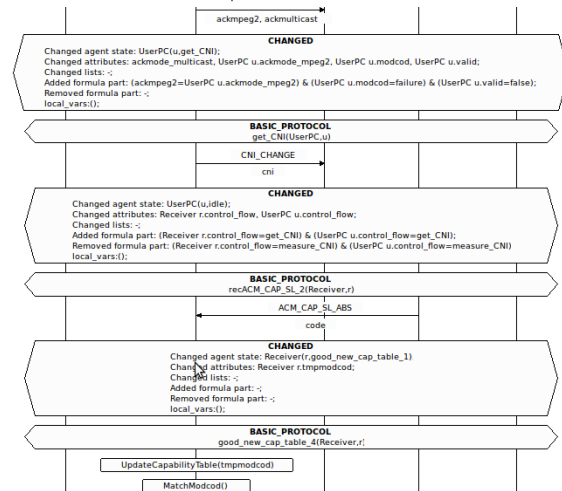 ackmpeg2, ackmulticast
CHANGED
Changed agent state: UserPC(u,get_CNI);
Changed attributes: ackmode_multicast, UserPC u.ackmode_mpeg2, UserPC u.modcod, UserPC u.valid;
Changed lists: -;
Added formula part: (ackmpeg2=UserPC u.ackmode_mpeg2) & (UserPC u.modcod=failure) & (UserPC u.valid=false);
Removed formula part: -;
local_vars:();
BASIC_PROTOCOL
get_CNI(UserPC,u)
CNI_CHANGE
cni
CHANGED
Changed agent state: UserPC(u,idle);
Changed attributes: Receiver r.control_flow, UserPC u.control_flow;
Changed lists: -;
Added formula part: (Receiver r.control_flow=get_CNI) & (UserPC u.control_flow=get_CNI);
Removed formula part: (Receiver r.control_flow=measure_CNI) & (UserPC u.control_flow=measure_CNI)
local_vars:();
BASIC_PROTOCOL
recACM_CAP_SL_2(Receiver,r)
ACM_CAP_SL_ABS
code
CHANGED
Changed agent state: Receiver(r,good_new_cap_table_1)
Changed attributes: Receiver r.tmpmodcod;
Changed lists: -;
Added formula part: -;
Removed formula part: -;
local_vars:();
BASIC_PROTOCOL
good_new_cap_table_4(Receiver,r)
UpdateCapabilityTable(tmpmodcod)
MatchModcod()